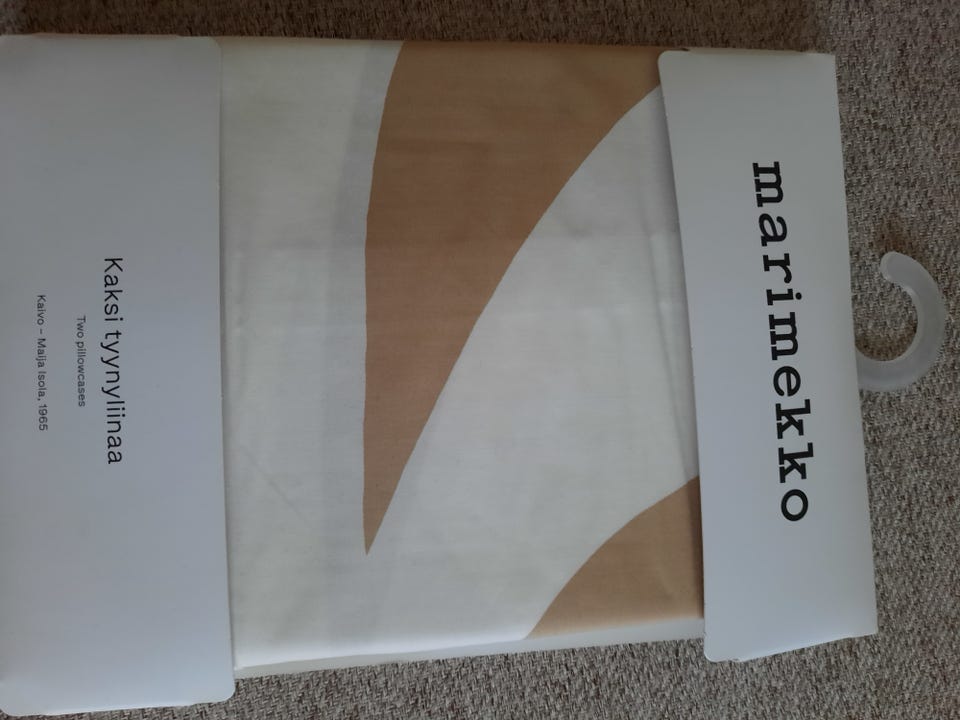 marimekko
Kaksi tyynyliinaa
Two pillowcases
Kaivo – Maija Isola, 1965